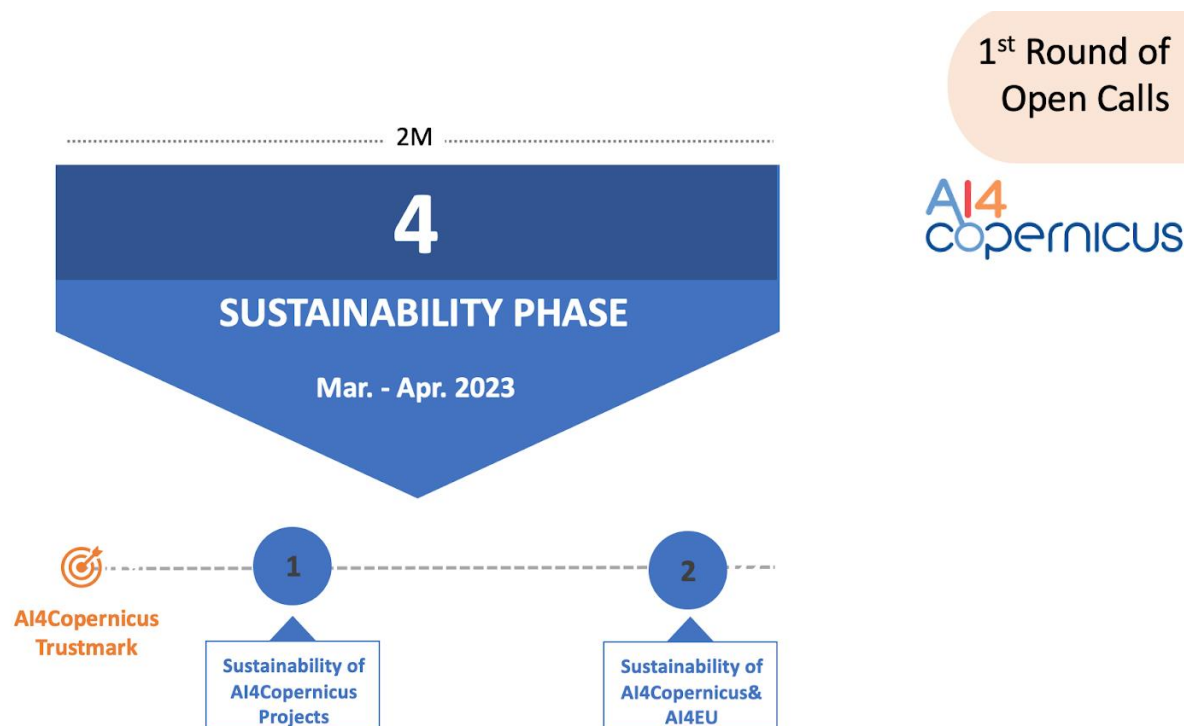 1st Round of
Open Calls
AI4
copernicus
2M
4
SUSTAINABILITY PHASE
Mar. - Apr. 2023
1
2
AI4Copernicus
Trustmark
Sustainability of
AI4Copernicus
Projects
Sustainability of
AI4Copernicus&
AI4EU